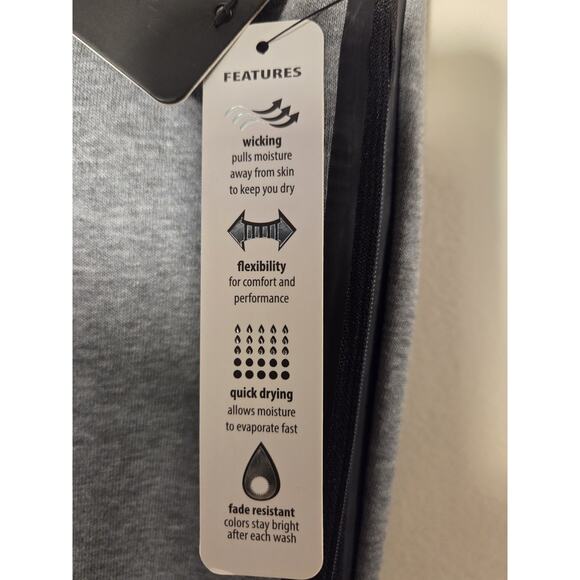 FEATURES
wicking
pulls moisture
away from skin
to keep you dry
flexibility
for comfort and
performance
quick drying
allows moisture
to evaporate fast
fade resistant
colors stay bright
after each wash